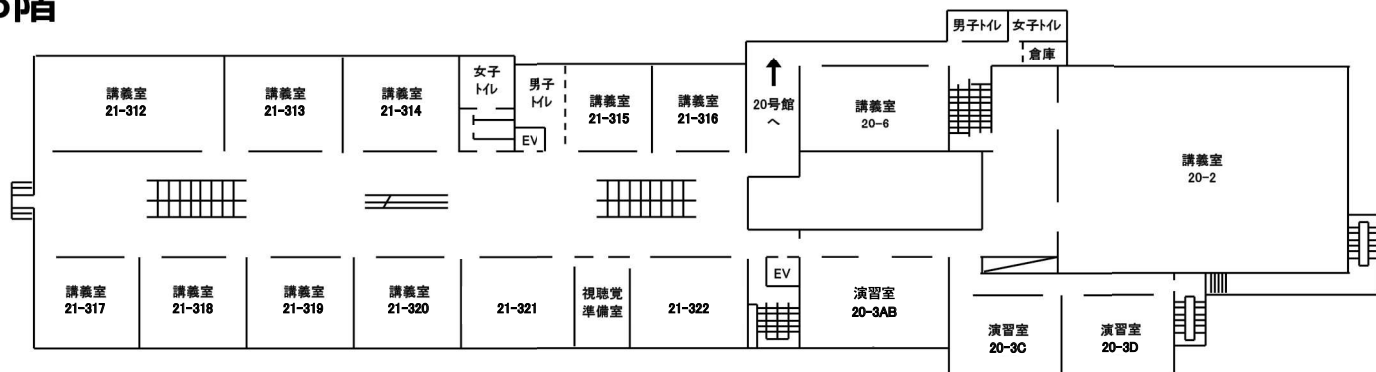 階
男子トイレ
女子トイレ
倉庫
講義室
21-312
講義室
21-313
講義室
21-314
女子
トイレ
男子
トイレ
EV
講義室
21-315
講義室
21-316
20号館
へ
講義室
20-6
講義室
20-2
講義室
21-317
講義室
21-318
講義室
21-319
講義室
21-320
21-321
視聴覚
準備室
21-322
EV
演習室
20-3AB
演習室
20-3C
演習室
20-3D